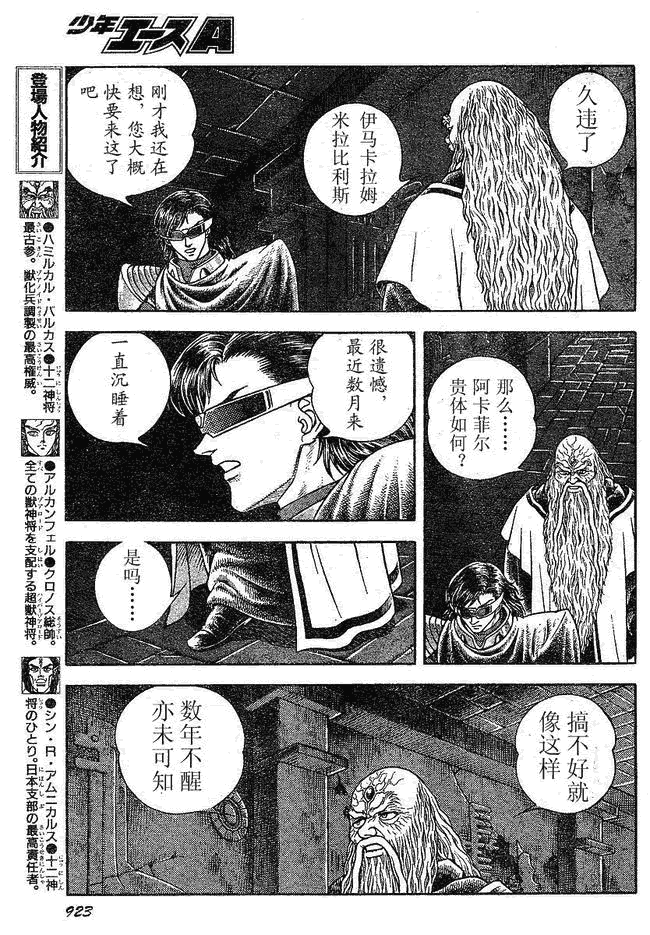 少年エースA
久违了
伊马卡拉姆
米拉比利斯
刚才我还在
想，您大概
快要来这了
吧
那么……
阿卡菲尔
贵体如何？
很遗憾，
最近数月来
一直沉睡着
是吗……
搞不好就
像这样
数年不醒
亦未可知
登場人物紹介
●ハミルカル・バルカス●十二神将
最古参。獣化兵調製の最高権威。
●アルカンフェル●クロノス総帥。
全ての獣神将を支配する超獣神将。
●シン・R・アムニカルス●十二神
将のひとり。日本支部の最高責任者。
923